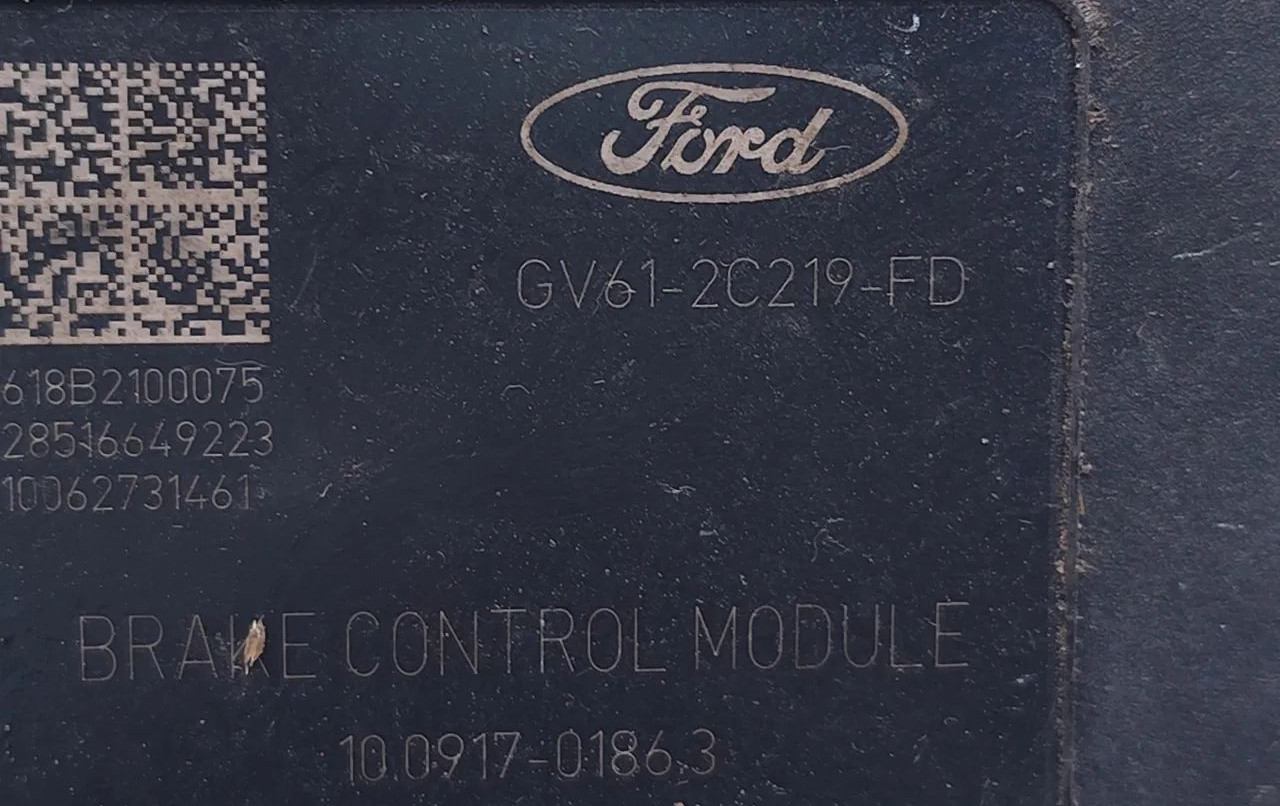 Ford
GV61-2C219-FD
618B2100075
28516649223
10062731461
BRAKE CONTROL MODULE
10.0917-0186.3